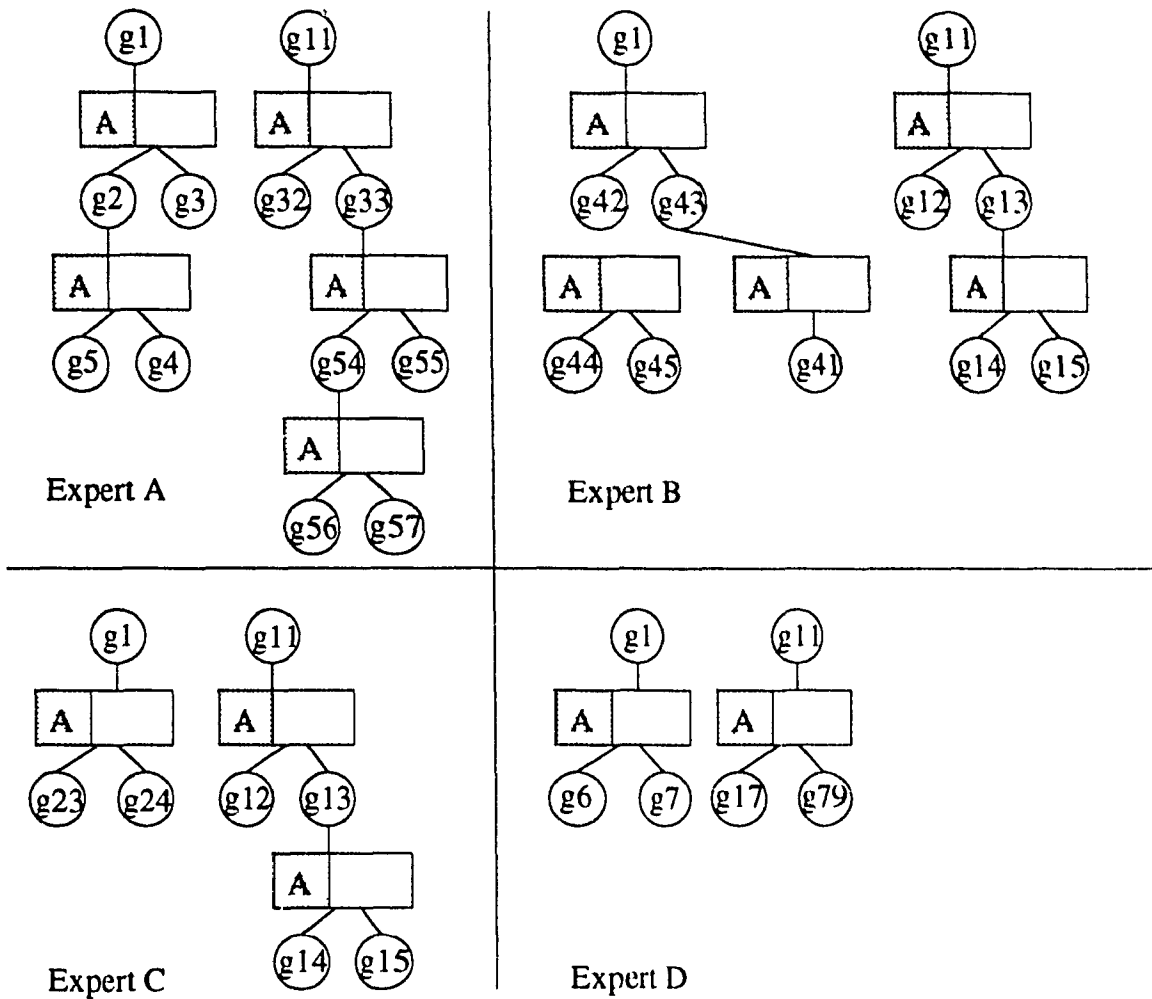 g1 g11
A A
g2 g3 g32 g33
A A
g5 g4 g54 g55
A
g56 g57
Expert A
g1 g11
A A
g42 g43 g12 g13
A A A
g44 g45 g41 g14 g15
Expert B
g1 g11
A A
g23 g24 g12 g13
A
g14 g15
Expert C
g1 g11
A A
g6 g7 g17 g79
Expert D